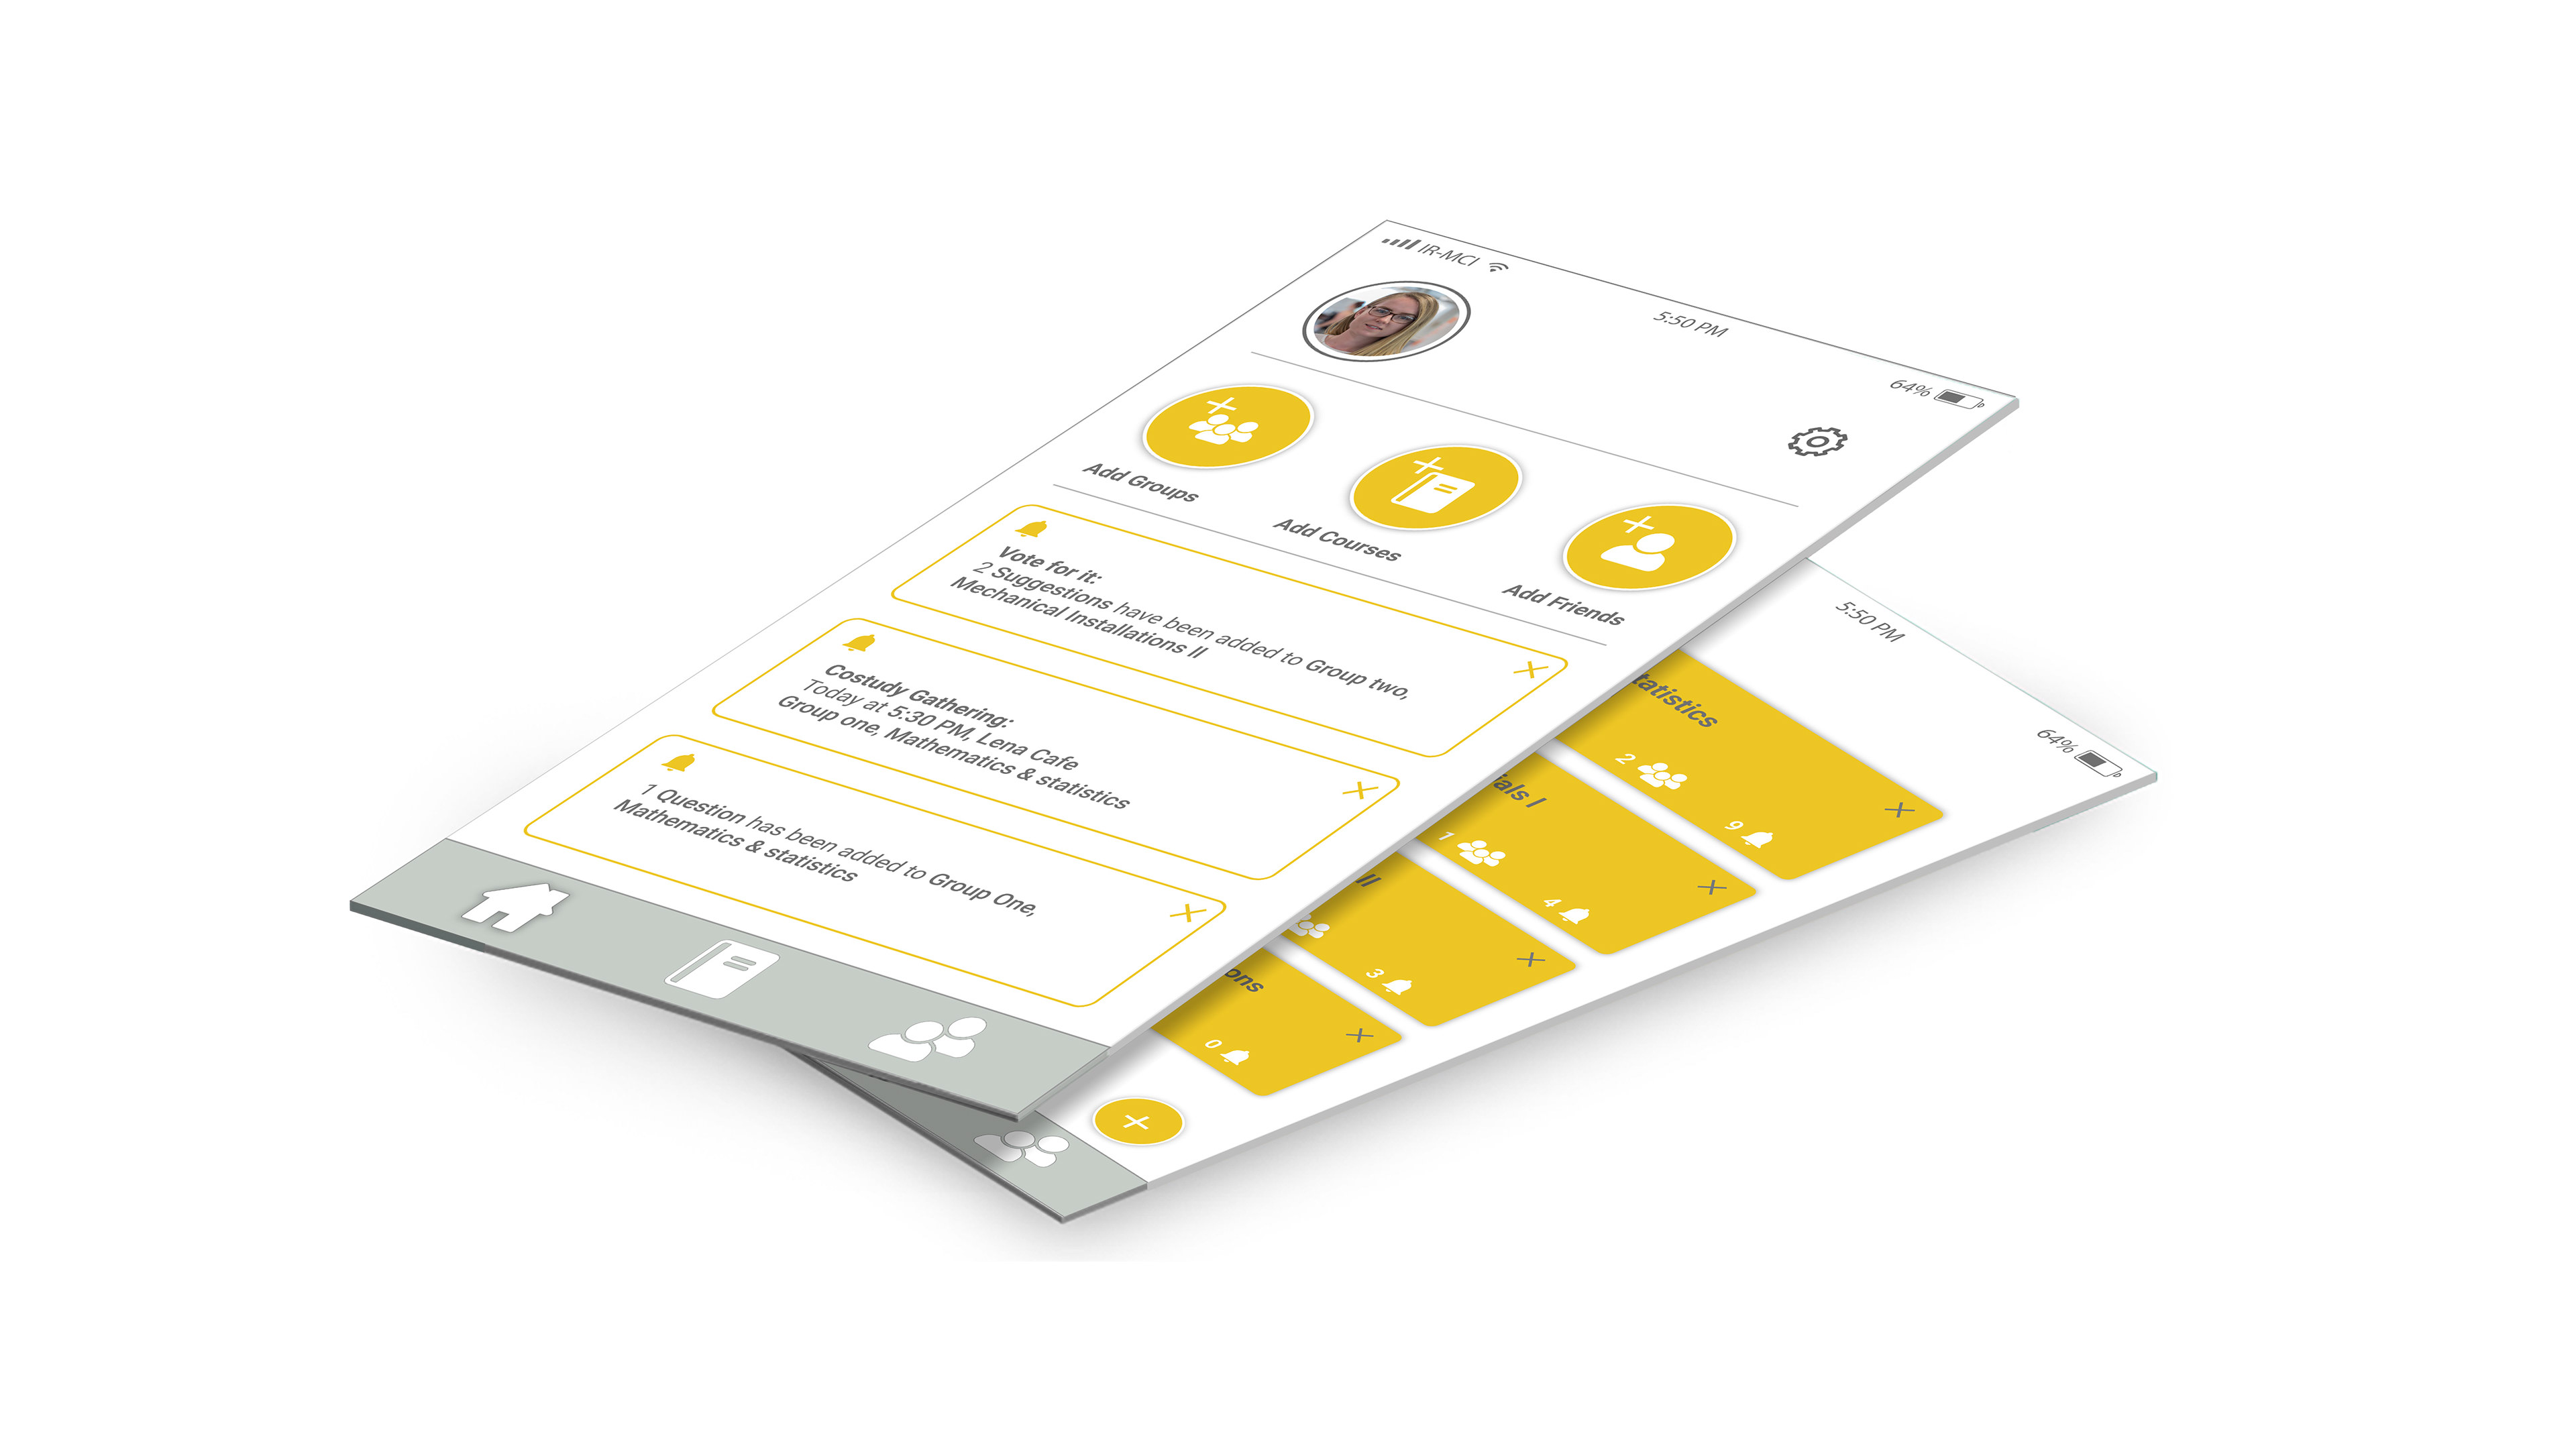 IR-MCI
5:50 PM
64%
Add Groups
Add Courses
Add Friends
Vote for it:
2 Suggestions have been added to Group two,
Mechanical Installations II
Costudy Gathering:
Today at 5:30 PM, Lena Cafe
Group one, Mathematics & statistics
1 Question has been added to Group One,
Mathematics & statistics
5:50 PM
64%
tatistics
2
9
ials I
1
4
II
3
ons
0